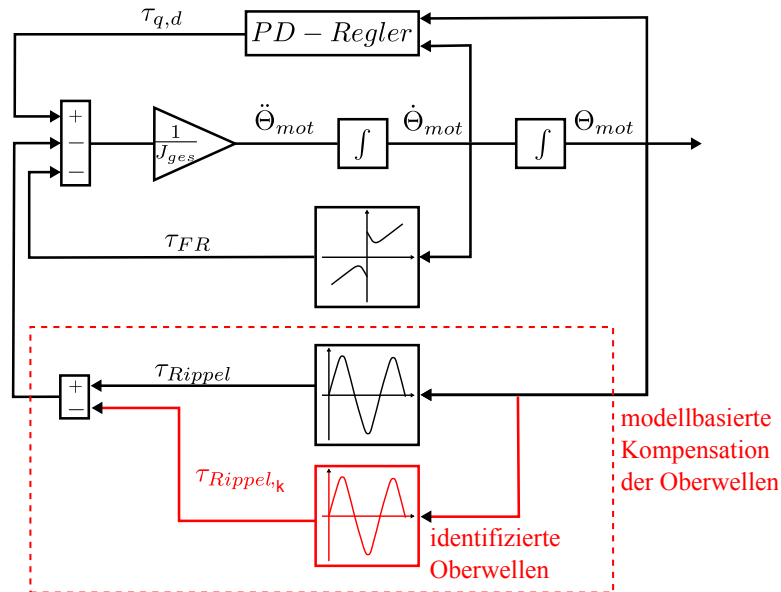 τ_{q,d}
PD − Regler
+
−
−
1
J_{ges}
Θ̈_{mot}
∫
Θ̇_{mot}
∫
Θ_{mot}
τ_{FR}
+
−
τ_{Rippel}
τ_{Rippel,k}
modellbasierte
Kompensation
der Oberwellen
identifizierte
Oberwellen